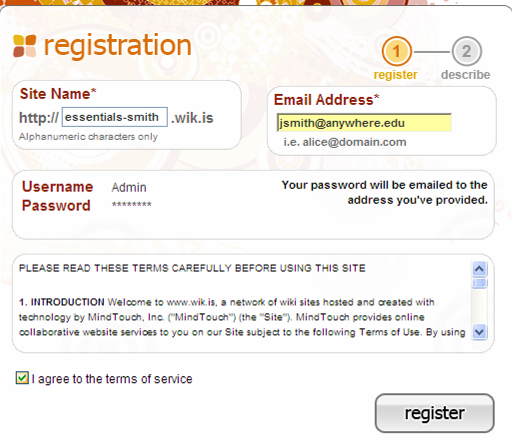 registration
1
2
register
describe
Site Name*
http:// essentials-smith .wik.is
Alphanumeric characters only
Email Address*
jsmith@anywhere.edu
i.e. alice@domain.com
Username Admin
Password ********
Your password will be emailed to the
address you've provided.
PLEASE READ THESE TERMS CAREFULLY BEFORE USING THIS SITE
1. INTRODUCTION Welcome to www.wik.is, a network of wiki sites hosted and created with
technology by MindTouch, Inc. ("MindTouch") (the "Site"). MindTouch provides online
collaborative website services to you on our Site subject to the following Terms of Use. By using
I agree to the terms of service
register